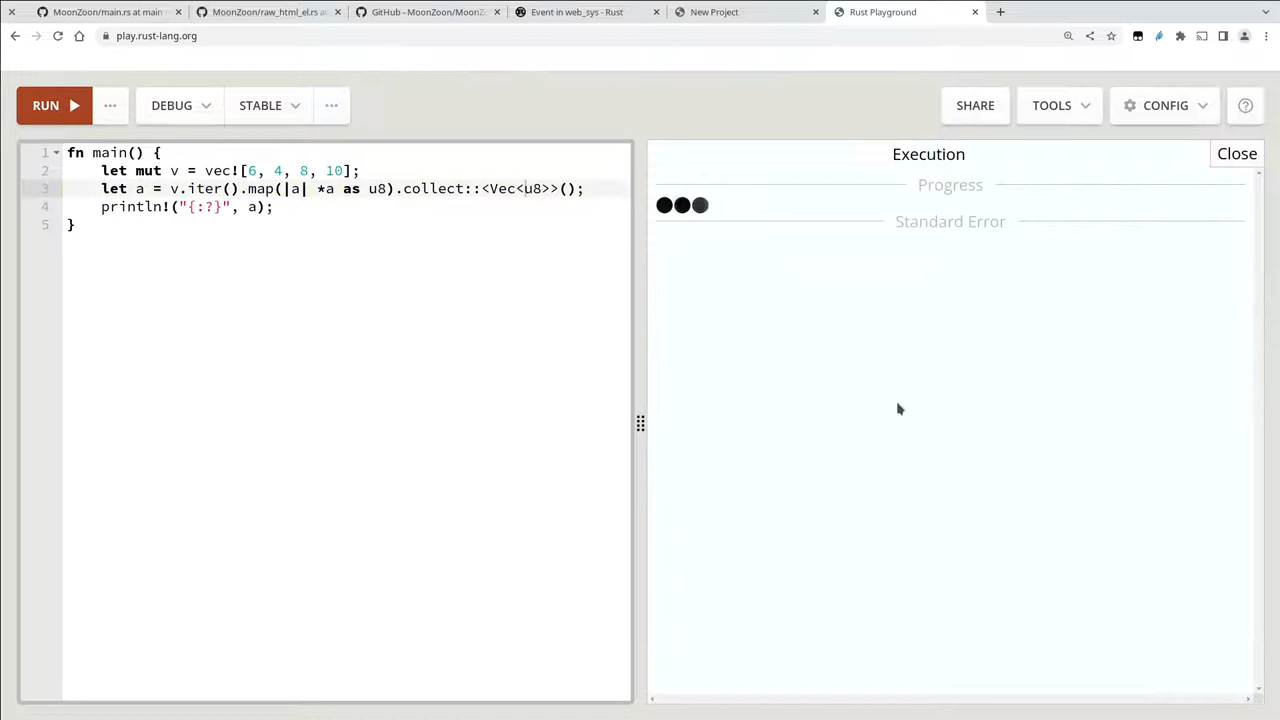 MoonZoon/main.rs at main
MoonZoon/raw_html_el.rs at
GitHub - MoonZoon/MoonZ
Event in web_sys - Rust
New Project
Rust Playground
play.rust-lang.org
RUN
DEBUG
STABLE
SHARE
TOOLS
CONFIG
1 fn main() {
2     let mut v = vec![6, 4, 8, 10];
3     let a = v.iter().map(|a| *a as u8).collect::<Vec<u8>>();
4     println!("{:?}", a);
5 }
Execution
Close
Progress
Standard Error